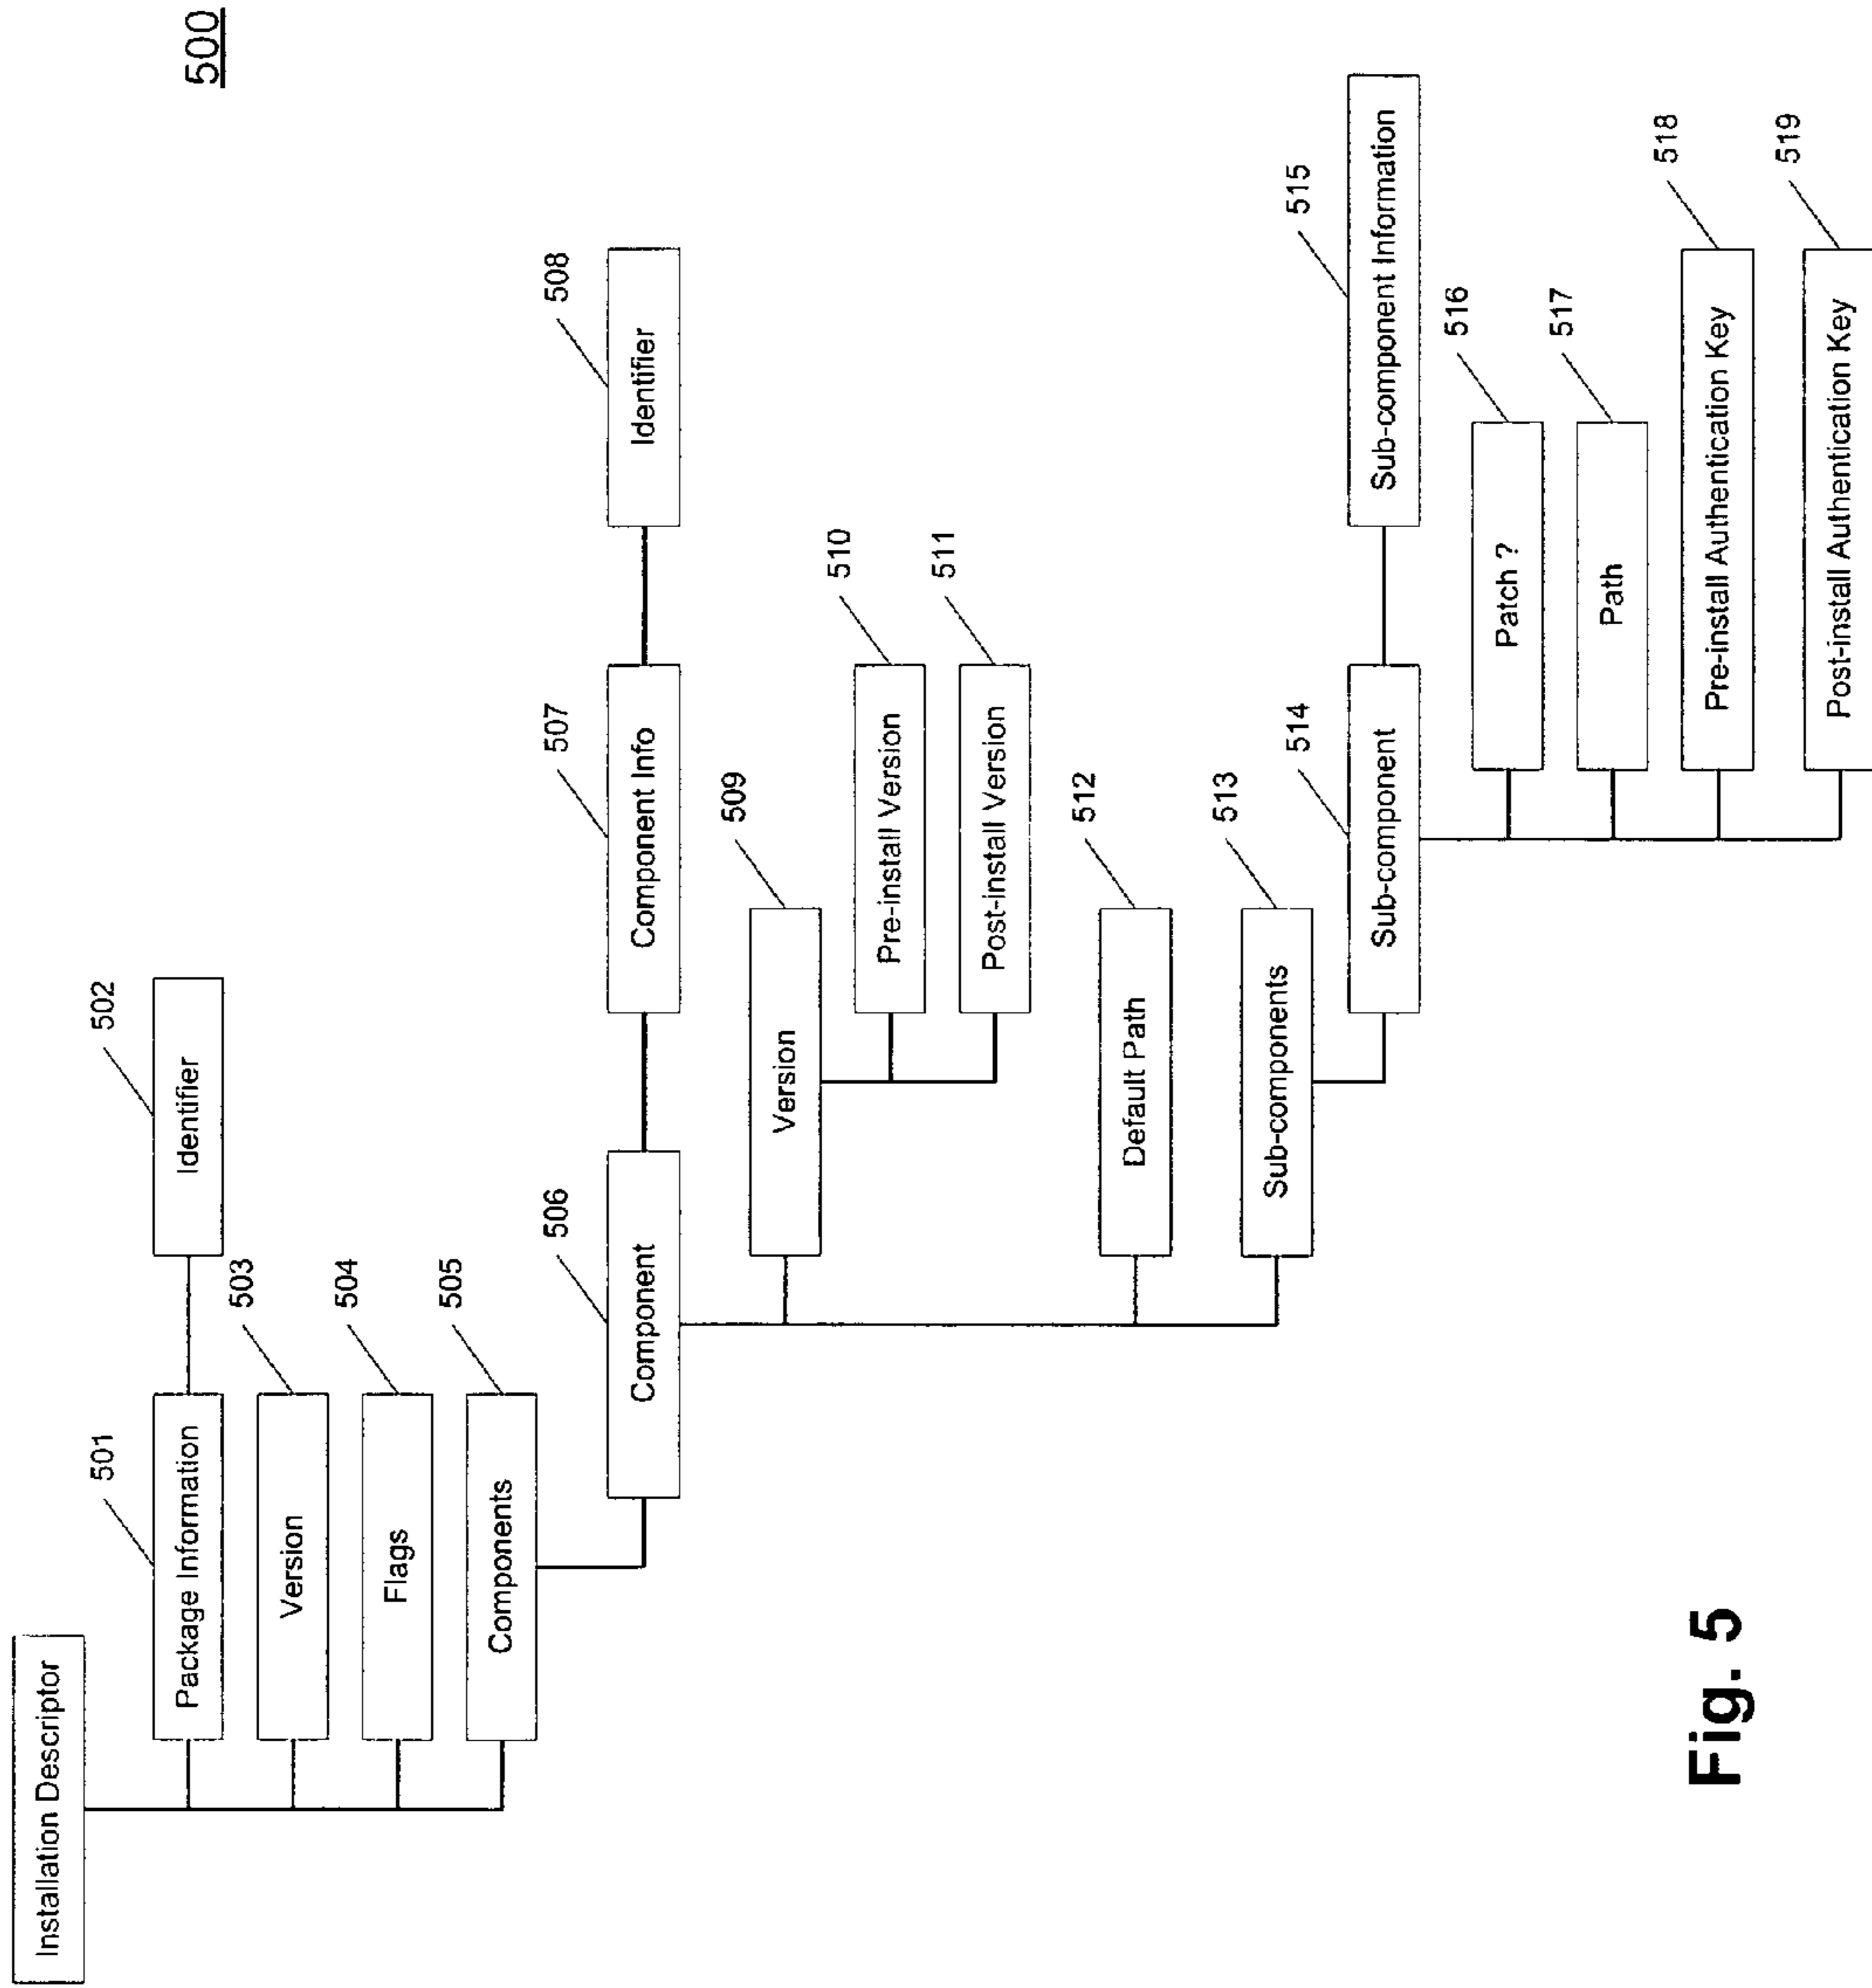 500
Installation Descriptor
501
Package Information
502
Identifier
503
Version
504
Flags
505
Components
506
Component
507
Component Info
508
Identifier
509
Version
510
Pre-install Version
511
Post-install Version
512
Default Path
513
Sub-components
514
Sub-component
515
Sub-component Information
516
Patch ?
517
Path
518
Pre-install Authentication Key
519
Post-install Authentication Key
Fig. 5